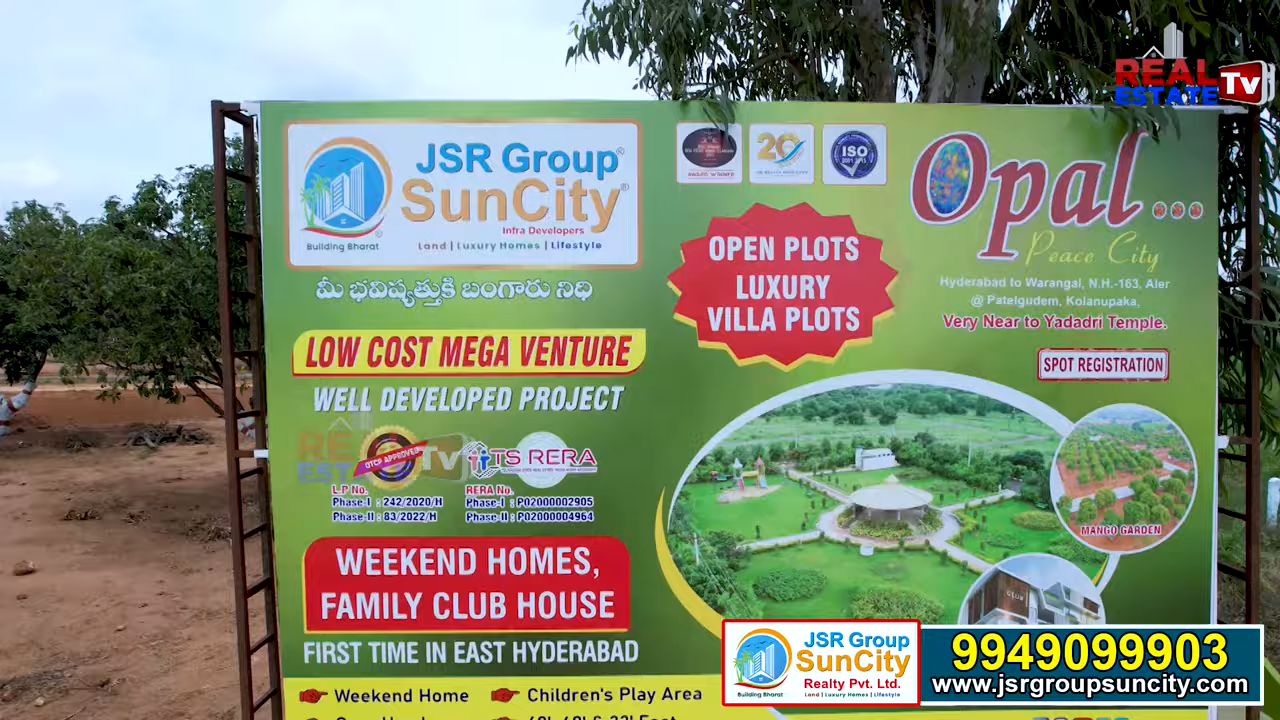 REAL
ESTATE Tv
JSR Group
SunCity
Infra Developers
Building Bharat
Land | Luxury Homes | Lifestyle
మీ భవిష్యత్తుకి బంగారు నిధి
LOW COST MEGA VENTURE
WELL DEVELOPED PROJECT
DTCP APPROVED
TS RERA
L.P No.
Phase-I : 242/2020/H
Phase-II : 83/2022/H
RERA No.
Phase-I : P02000002905
Phase-II : P02000004964
WEEKEND HOMES,
FAMILY CLUB HOUSE
FIRST TIME IN EAST HYDERABAD
Weekend Home
Children's Play Area
20
ISO
OPEN PLOTS
LUXURY
VILLA PLOTS
Opal...
Peace City
Hyderabad to Warangal, N.H.-163, Aler
@ Patelgudem, Kolanupaka,
Very Near to Yadadri Temple.
SPOT REGISTRATION
MANGO GARDEN
CLUB
JSR Group
SunCity
Realty Pvt. Ltd.
Building Bharat
Land | Luxury Homes | Lifestyle
9949099903
www.jsrgroupsuncity.com